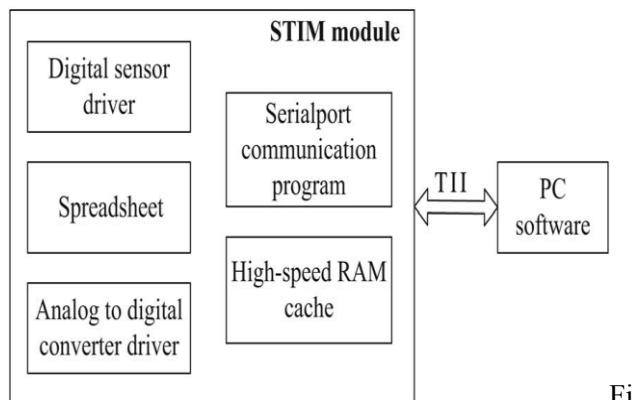 STIM module
Digital sensor
driver
Spreadsheet
Analog to digital
converter driver
Serialport
communication
program
High-speed RAM
cache
TII
PC
software
Fi